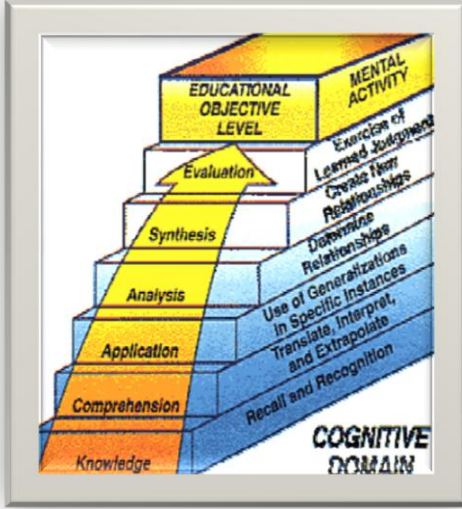 EDUCATIONAL
OBJECTIVE
LEVEL
MENTAL
ACTIVITY
Evaluation
Exercise of
Learned Judgment
Synthesis
Create New
Relationships
Analysis
Determine
Relationships
Application
Use of Generalizations
in Specific Instances
Comprehension
Translate, Interpret,
and Extrapolate
Knowledge
Recall and Recognition
COGNITIVE
DOMAIN